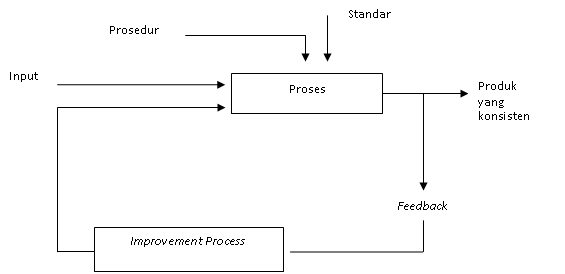 Standar
Prosedur
Input
Proses
Produk
yang
konsisten
Feedback
Improvement Process